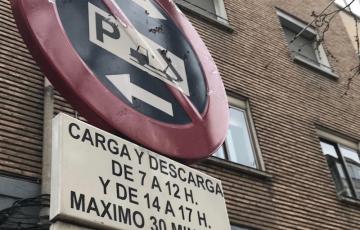 P
CARGA Y DESCARGA
DE 7 A 12 H.
Y DE 14 A 17 H.
MAXIMO 30